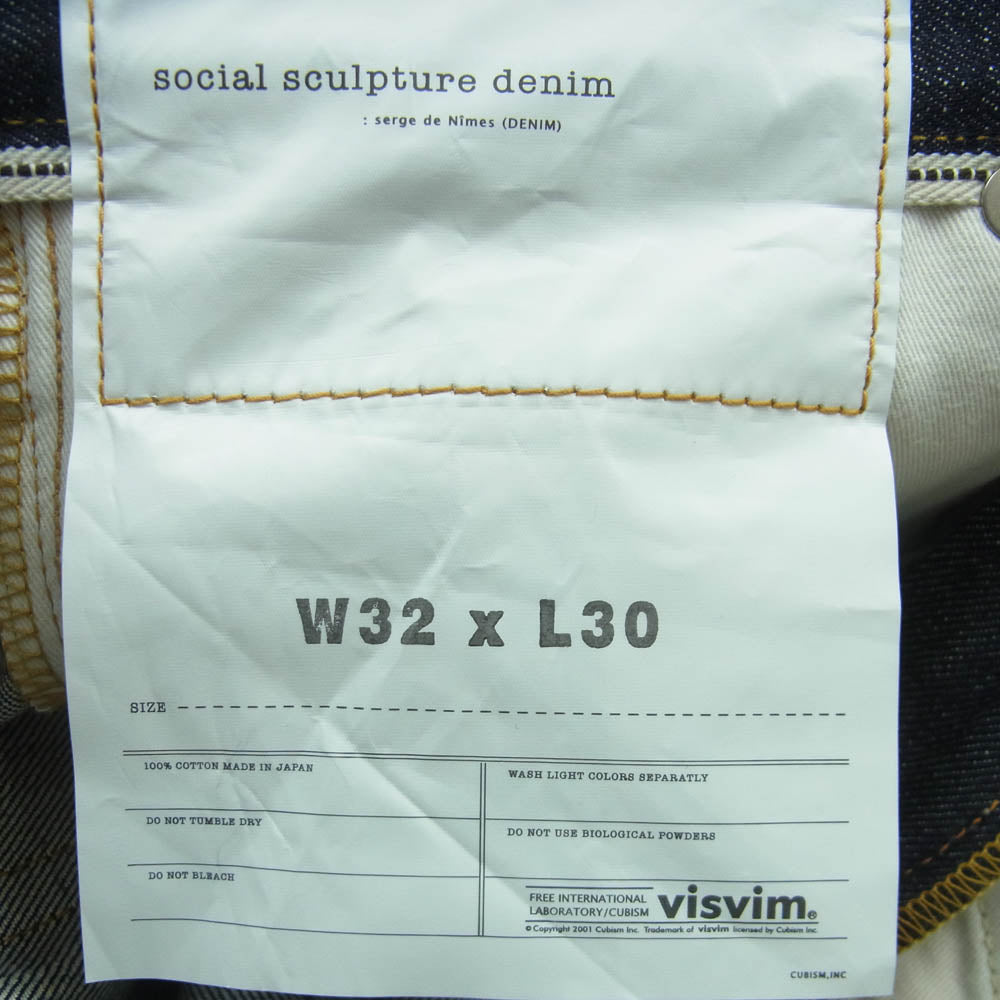 social sculpture denim
: serge de Nîmes (DENIM)
W32 x L30
SIZE
100% COTTON MADE IN JAPAN
WASH LIGHT COLORS SEPARATLY
DO NOT TUMBLE DRY
DO NOT USE BIOLOGICAL POWDERS
DO NOT BLEACH
FREE INTERNATIONAL
LABORATORY/CUBISM
visvim®
© Copyright 2001 Cubism Inc. Trademark of visvim licensed by Cubism Inc.
CUBISM,INC